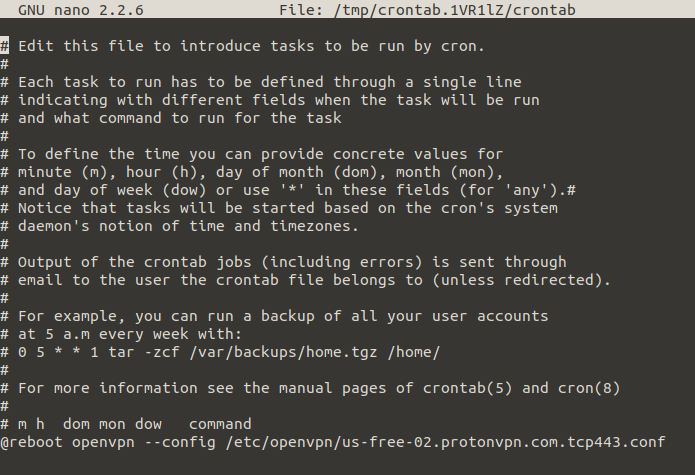 GNU nano 2.2.6 File: /tmp/crontab.1VR1lZ/crontab
# Edit this file to introduce tasks to be run by cron.
#
# Each task to run has to be defined through a single line
# indicating with different fields when the task will be run
# and what command to run for the task
#
# To define the time you can provide concrete values for
# minute (m), hour (h), day of month (dom), month (mon),
# and day of week (dow) or use '*' in these fields (for 'any').#
# Notice that tasks will be started based on the cron's system
# daemon's notion of time and timezones.
#
# Output of the crontab jobs (including errors) is sent through
# email to the user the crontab file belongs to (unless redirected).
#
# For example, you can run a backup of all your user accounts
# at 5 a.m every week with:
# 0 5 * * 1 tar -zcf /var/backups/home.tgz /home/
#
# For more information see the manual pages of crontab(5) and cron(8)
#
# m h  dom mon dow   command
@reboot openvpn --config /etc/openvpn/us-free-02.protonvpn.com.tcp443.conf